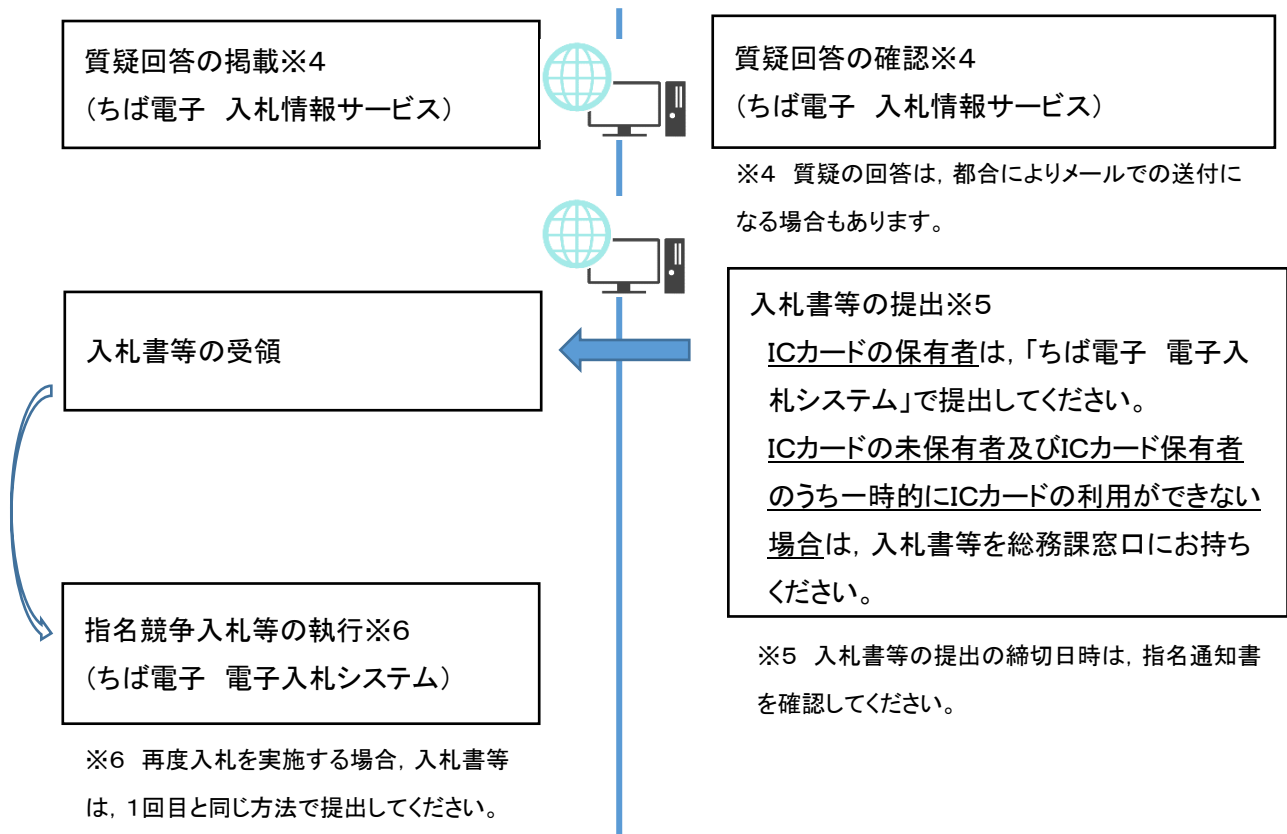 質疑回答の掲載※4
(ちば電子　入札情報サービス)
質疑回答の確認※4
(ちば電子　入札情報サービス)
※4　質疑の回答は，都合によりメールでの送付に
なる場合もあります。
入札書等の受領
入札書等の提出※5
ICカードの保有者は，「ちば電子　電子入
札システム」で提出してください。
ICカードの未保有者及びICカード保有者
のうち一時的にICカードの利用ができない
場合は，入札書等を総務課窓口にお持ち
ください。
※5　入札書等の提出の締切日時は，指名通知書
を確認してください。
指名競争入札等の執行※6
(ちば電子　電子入札システム)
※6　再度入札を実施する場合，入札書等
は，1回目と同じ方法で提出してください。